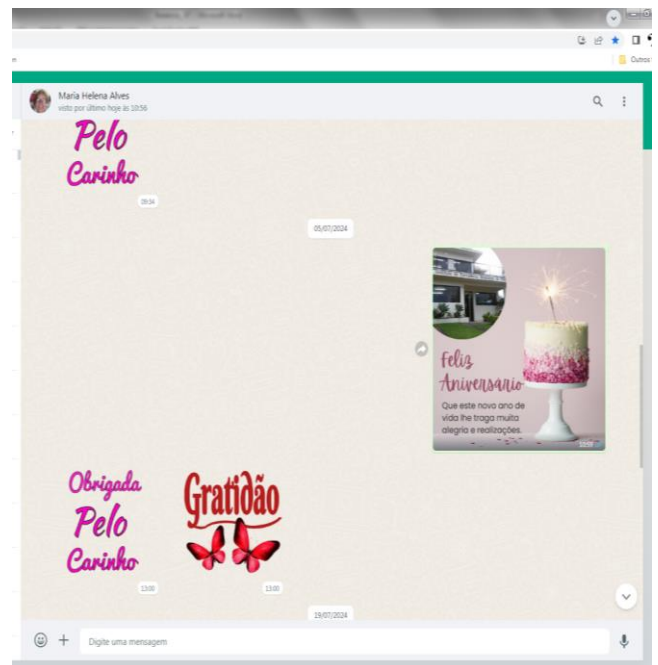 Outros
Maria Helena Alves
visto por último hoje às 10:56
Pelo
Carinho
09:34
05/07/2024
Feliz
Aniversário
Que este novo ano de
vida lhe traga muita
alegria e realizações.
Obrigada
Pelo
Carinho
13:00
Gratidão
13:00
19/07/2024
Digite uma mensagem